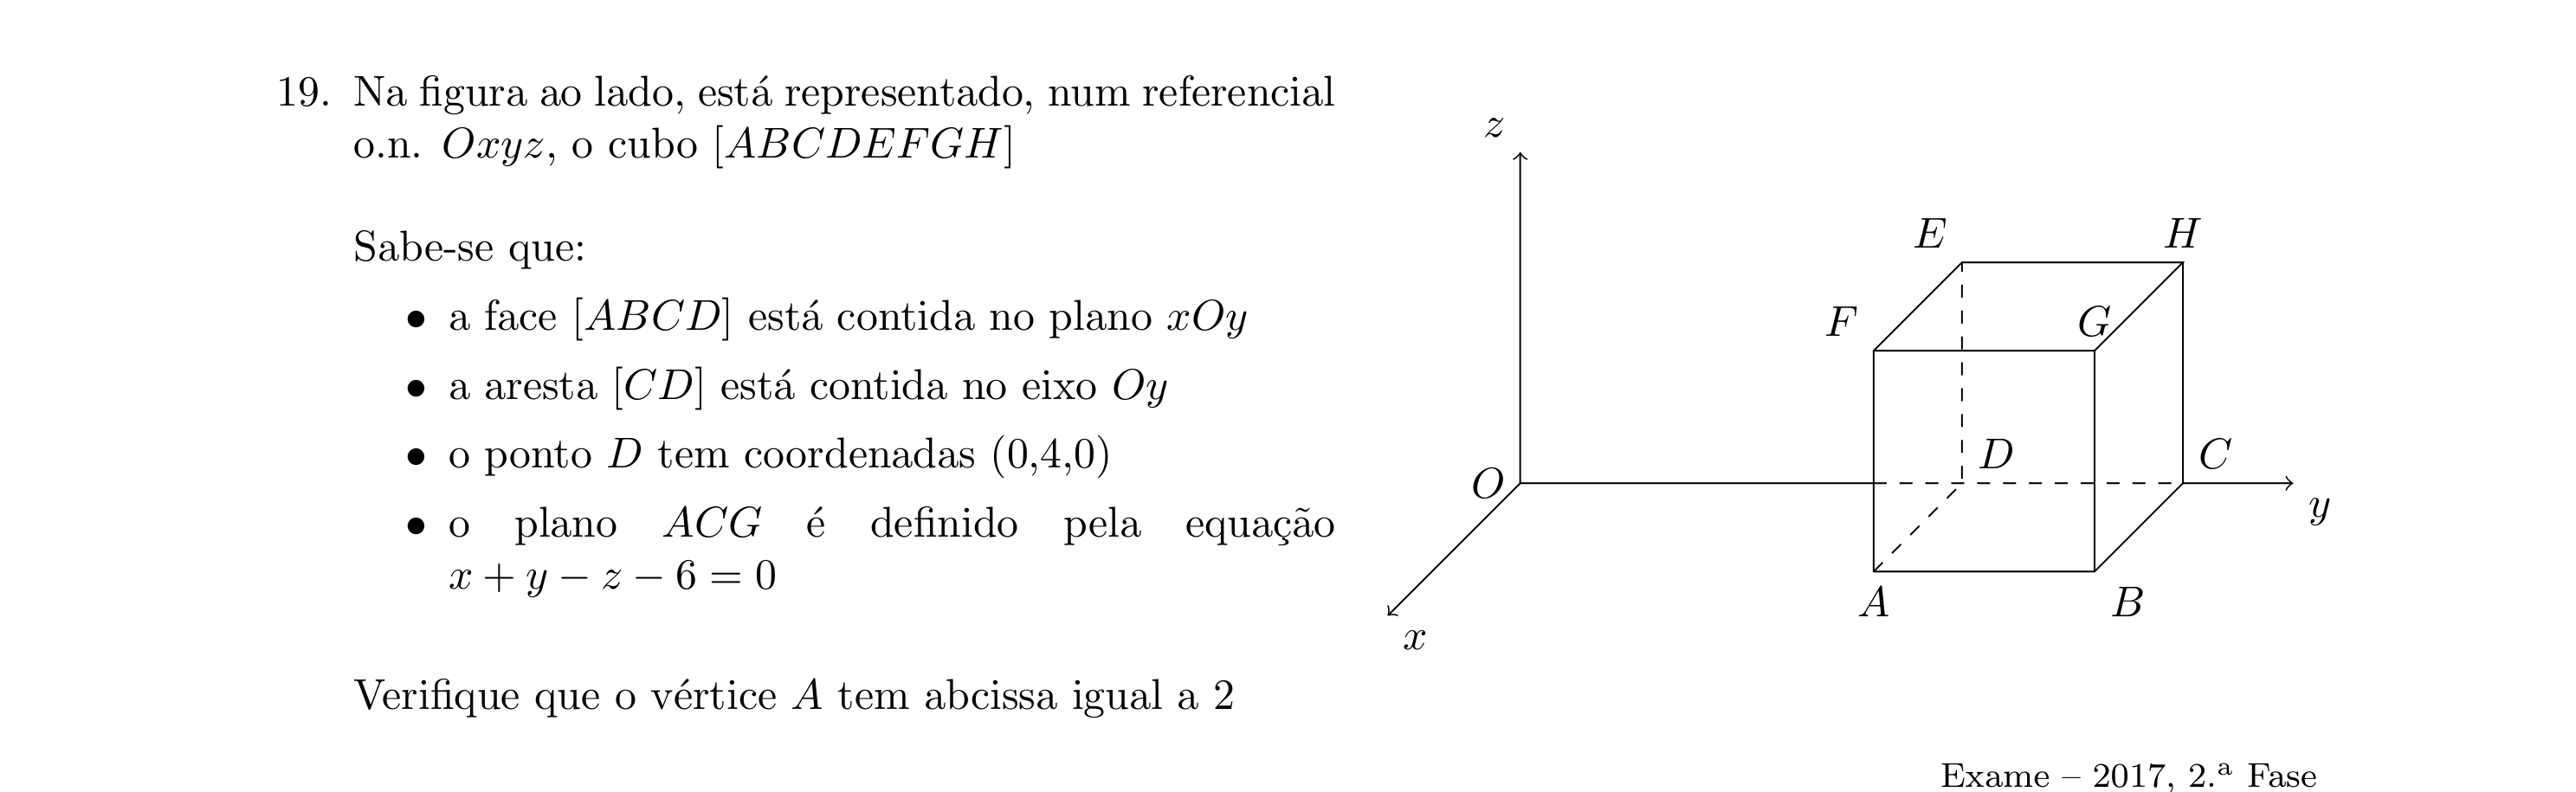 19. Na figura ao lado, está representado, num referencial
o.n. Oxyz, o cubo [ABCDEFGH]
Sabe-se que:
• a face [ABCD] está contida no plano xOy
• a aresta [CD] está contida no eixo Oy
• o ponto D tem coordenadas (0,4,0)
• o plano ACG é definido pela equação
x + y − z − 6 = 0
Verifique que o vértice A tem abcissa igual a 2
z
E H
F G
D C
O
y
A B
x
Exame – 2017, 2.ª Fase